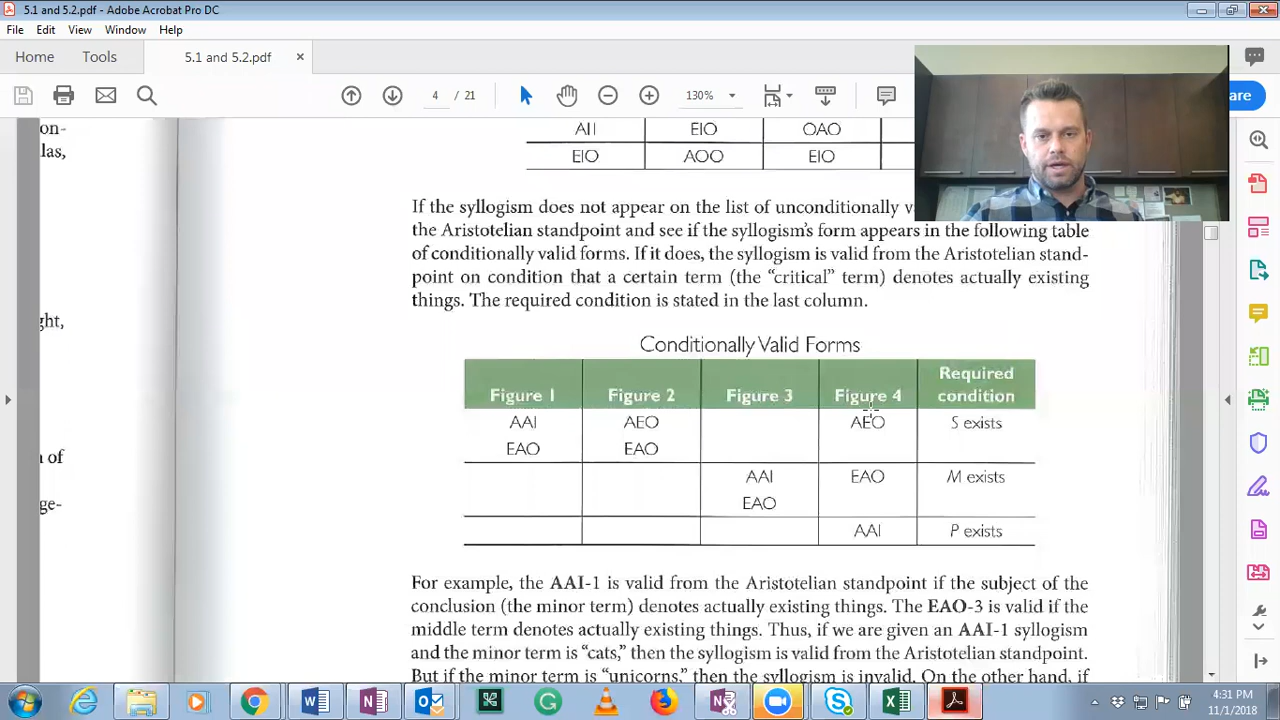 5.1 and 5.2.pdf - Adobe Acrobat Pro DC
File Edit View Window Help
Home Tools 5.1 and 5.2.pdf ×
4 / 21 130%
are
on-
las,
ght,
n of
ge-
AII EIO OAO
EIO AOO EIO
If the syllogism does not appear on the list of unconditionally
the Aristotelian standpoint and see if the syllogism's form appears in the following table
of conditionally valid forms. If it does, the syllogism is valid from the Aristotelian stand-
point on condition that a certain term (the "critical" term) denotes actually existing
things. The required condition is stated in the last column.
Conditionally Valid Forms
Figure 1 Figure 2 Figure 3 Figure 4 Required condition
AAI AEO AEO S exists
EAO EAO
AAI EAO M exists
EAO
AAI P exists
For example, the AAI-1 is valid from the Aristotelian standpoint if the subject of the
conclusion (the minor term) denotes actually existing things. The EAO-3 is valid if the
middle term denotes actually existing things. Thus, if we are given an AAI-1 syllogism
and the minor term is "cats," then the syllogism is valid from the Aristotelian standpoint.
But if the minor term is "unicorns," then the syllogism is invalid. On the other hand, if
4:31 PM
11/1/2018